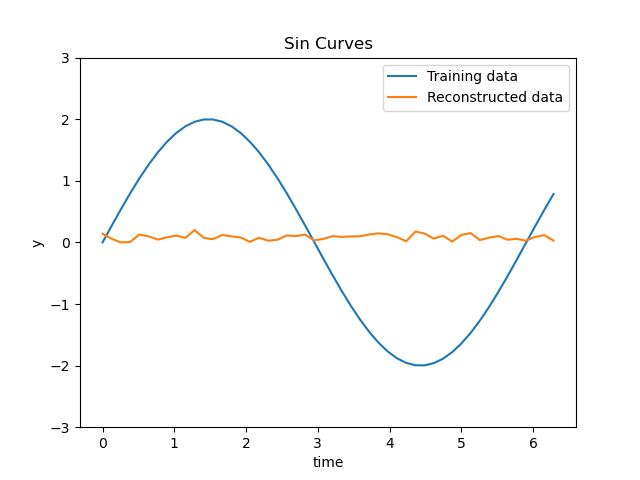 Sin Curves
Training data
Reconstructed data
3
2
1
0
−1
−2
−3
y
0
1
2
3
4
5
6
time